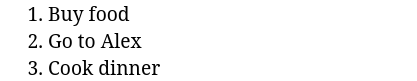 1. Buy food
2. Go to Alex
3. Cook dinner